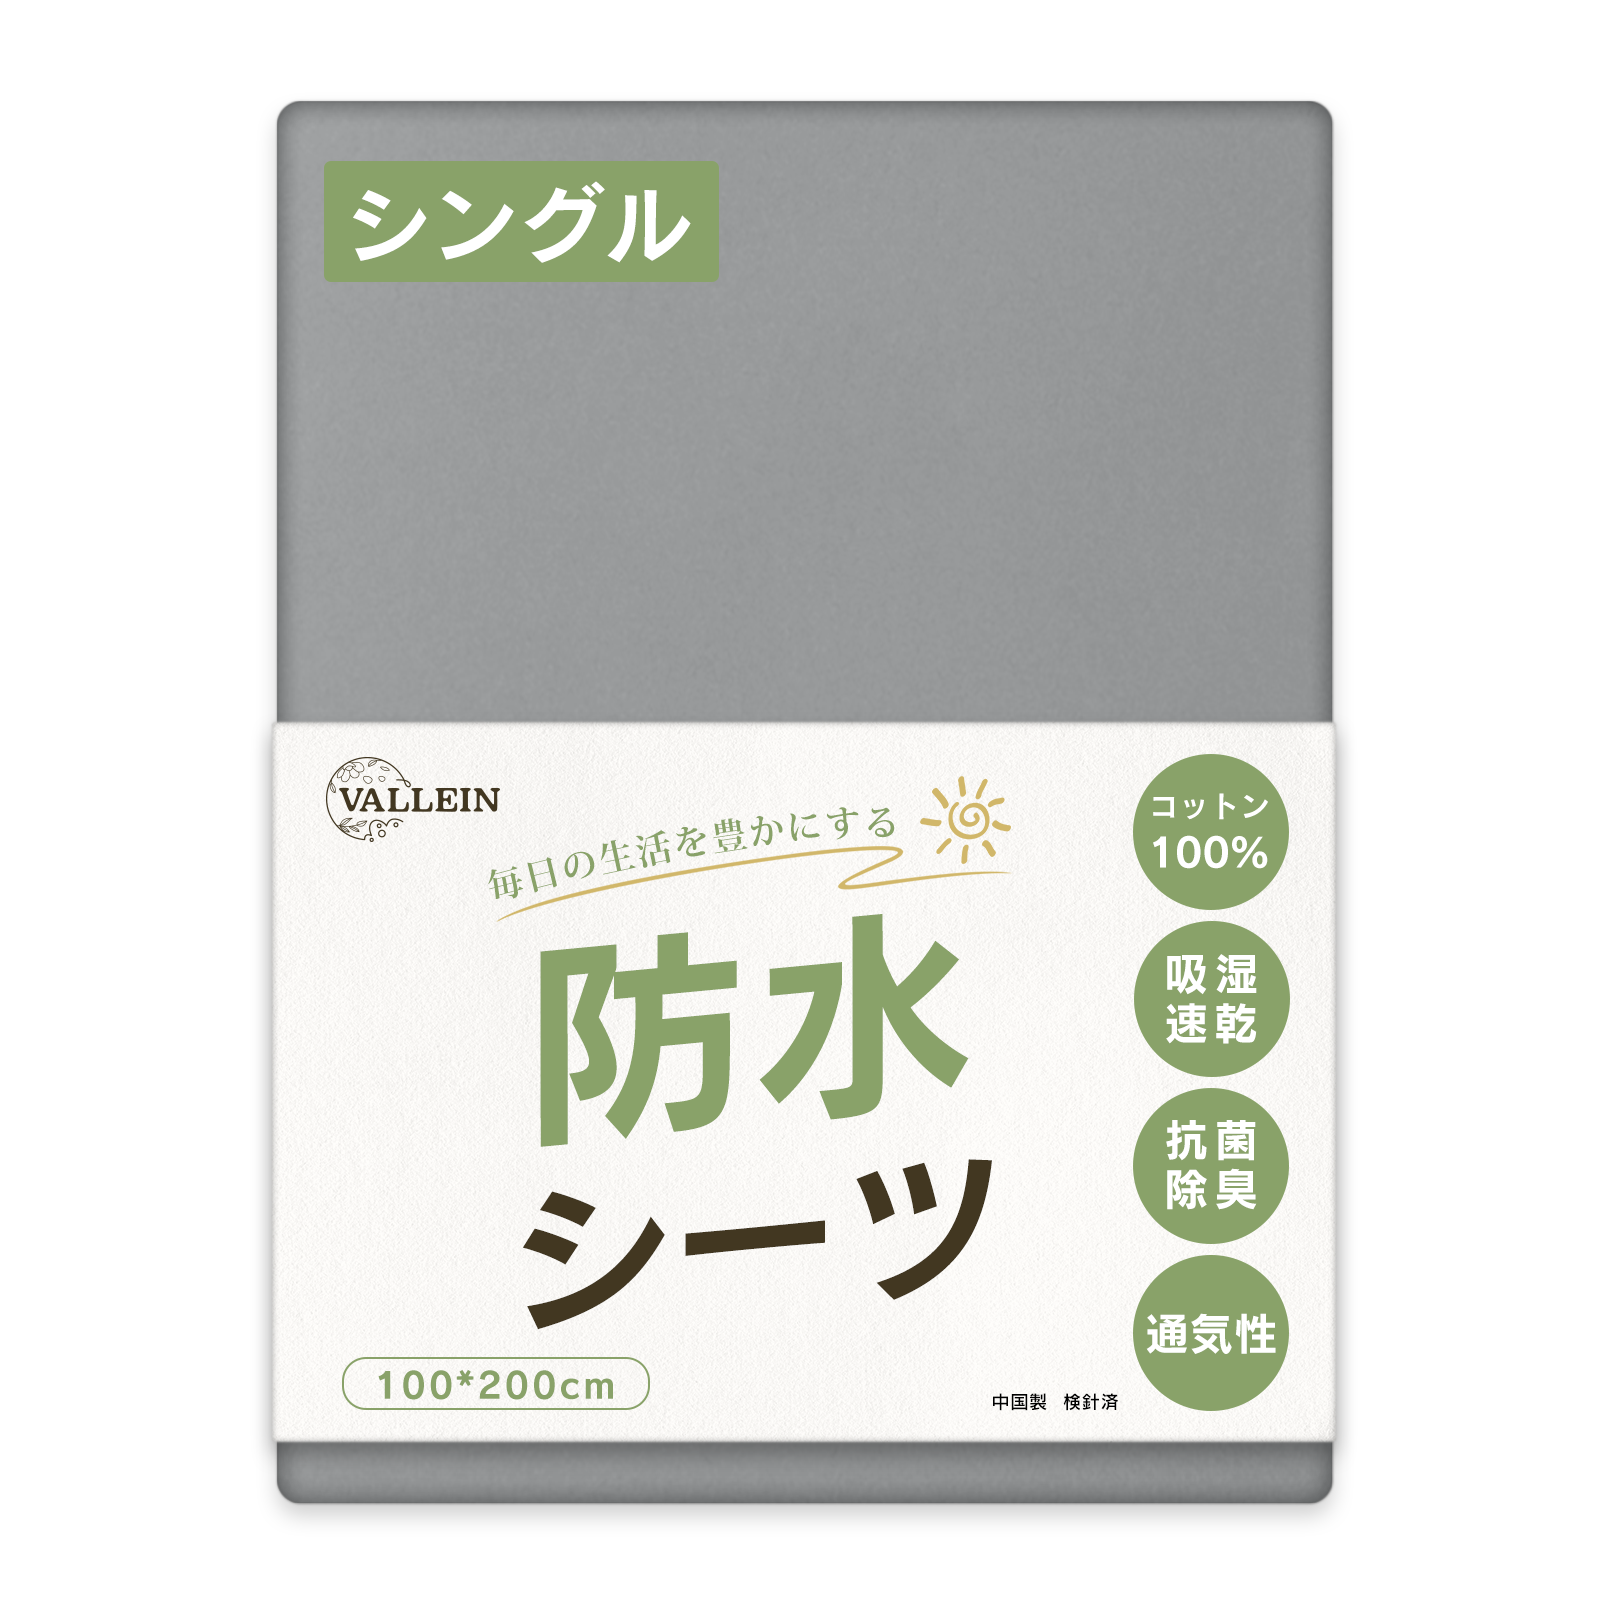 シングル
VALLEIN
毎日の生活を豊かにする
防水
シーツ
コットン
100%
吸湿
速乾
抗菌
除臭
通気性
100*200cm
中国製 検針済